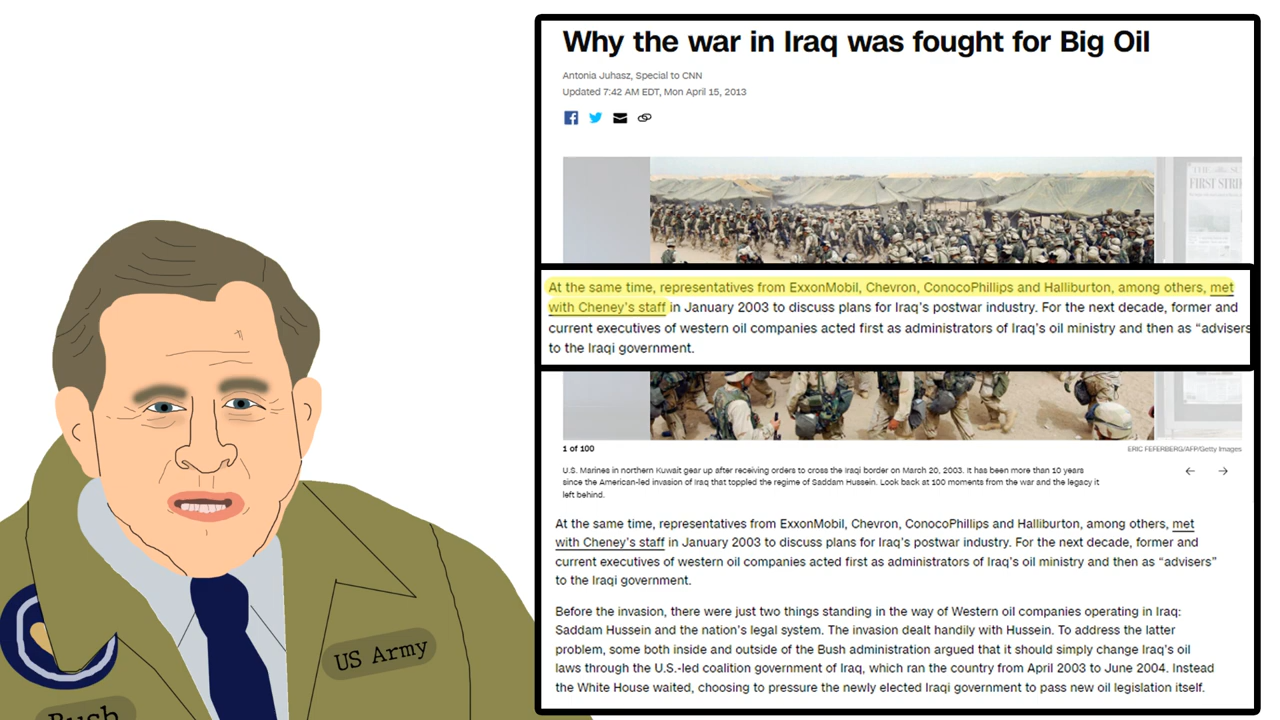 Why the war in Iraq was fought for Big Oil
Antonia Juhasz, Special to CNN
Updated 7:42 AM EDT, Mon April 15, 2013
FIRST
At the same time, representatives from ExxonMobil, Chevron, ConocoPhillips and Halliburton, among others, met
with Cheney's staff in January 2003 to discuss plans for Iraq's postwar industry. For the next decade, former and
current executives of western oil companies acted first as administrators of Iraq's oil ministry and then as “advisers
to the Iraqi government.
1 of 100
ERIC FEFERBERG/AFP/Getty Images
U.S. Marines in northern Kuwait gear up after receiving orders to cross the Iraqi border on March 20, 2003. It has been more than 10 years
since the American-led invasion of Iraq that toppled the regime of Saddam Hussein. Look back at 100 moments from the war and the legacy it
left behind.
At the same time, representatives from ExxonMobil, Chevron, ConocoPhillips and Halliburton, among others, met
with Cheney's staff in January 2003 to discuss plans for Iraq's postwar industry. For the next decade, former and
current executives of western oil companies acted first as administrators of Iraq's oil ministry and then as “advisers”
to the Iraqi government.
Before the invasion, there were just two things standing in the way of Western oil companies operating in Iraq:
Saddam Hussein and the nation's legal system. The invasion dealt handily with Hussein. To address the latter
problem, some both inside and outside of the Bush administration argued that it should simply change Iraq's oil
laws through the U.S.-led coalition government of Iraq, which ran the country from April 2003 to June 2004. Instead
the White House waited, choosing to pressure the newly elected Iraqi government to pass new oil legislation itself.
US Army
Bush